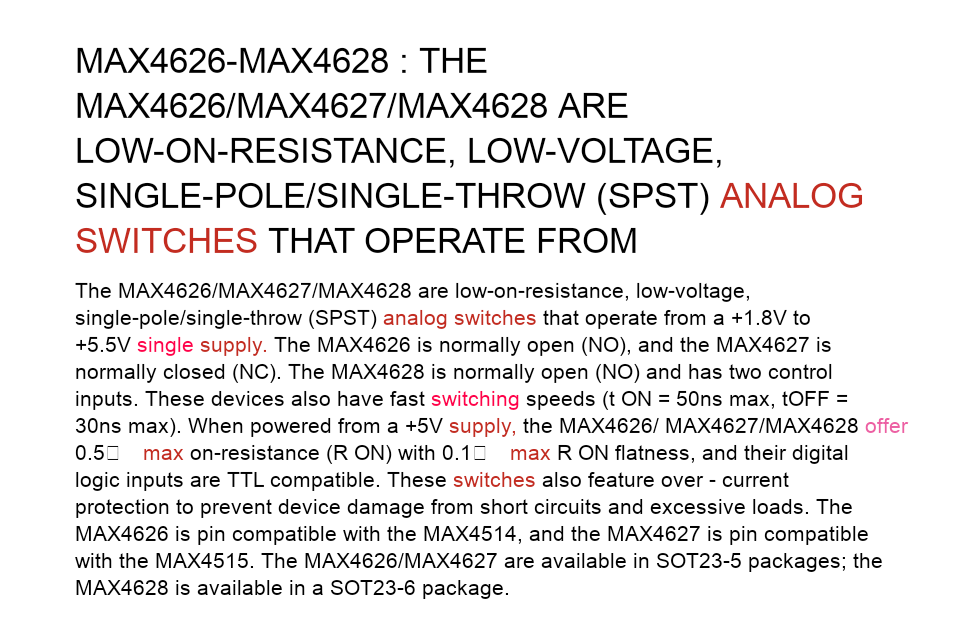 MAX4626-MAX4628 : THE
MAX4626/MAX4627/MAX4628 ARE
LOW-ON-RESISTANCE, LOW-VOLTAGE,
SINGLE-POLE/SINGLE-THROW (SPST) ANALOG
SWITCHES THAT OPERATE FROM
The MAX4626/MAX4627/MAX4628 are low-on-resistance, low-voltage,
single-pole/single-throw (SPST) analog switches that operate from a +1.8V to
+5.5V single supply. The MAX4626 is normally open (NO), and the MAX4627 is
normally closed (NC). The MAX4628 is normally open (NO) and has two control
inputs. These devices also have fast switching speeds (t ON = 50ns max, tOFF =
30ns max). When powered from a +5V supply, the MAX4626/ MAX4627/MAX4628 offer
0.5□ max on-resistance (R ON) with 0.1□ max R ON flatness, and their digital
logic inputs are TTL compatible. These switches also feature over - current
protection to prevent device damage from short circuits and excessive loads. The
MAX4626 is pin compatible with the MAX4514, and the MAX4627 is pin compatible
with the MAX4515. The MAX4626/MAX4627 are available in SOT23-5 packages; the
MAX4628 is available in a SOT23-6 package.